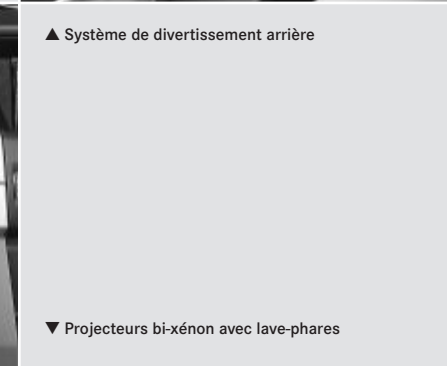 ▲ Système de divertissement arrière
▼ Projecteurs bi-xénon avec lave-phares